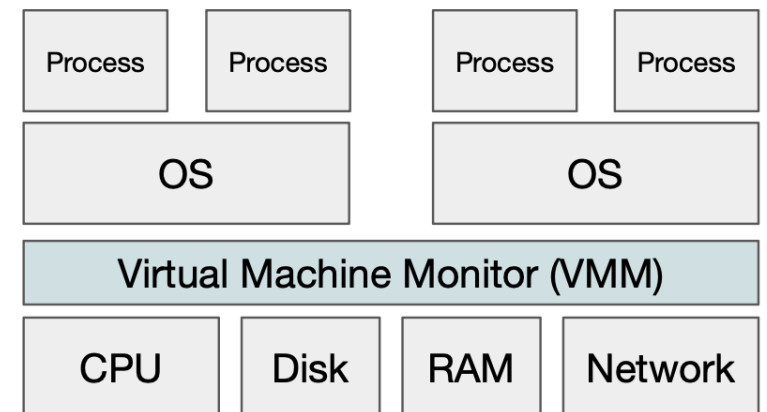 Process
Process
Process
Process
OS
OS
Virtual Machine Monitor (VMM)
CPU
Disk
RAM
Network